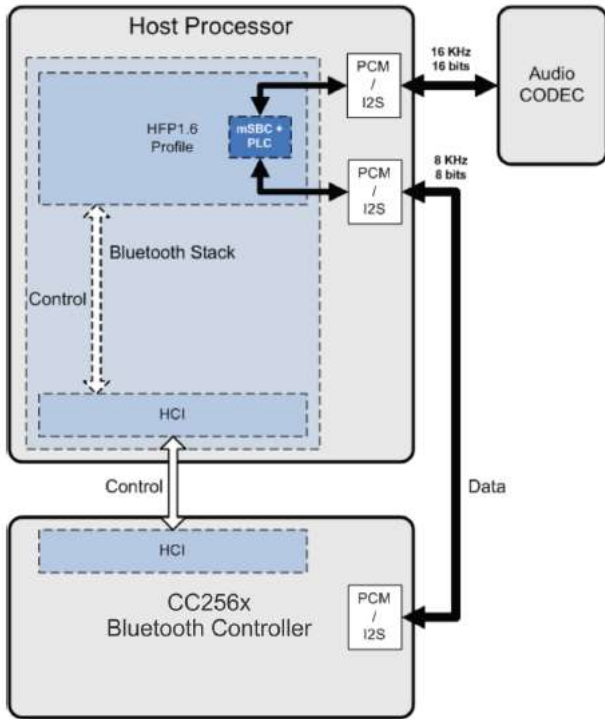 Host Processor
PCM
/
I2S
16 KHz
16 bits
Audio
CODEC
HFP1.6
Profile
mSBC +
PLC
PCM
/
I2S
8 KHz
8 bits
Bluetooth Stack
Control
HCI
Control
Data
HCI
CC256x
Bluetooth Controller
PCM
/
I2S